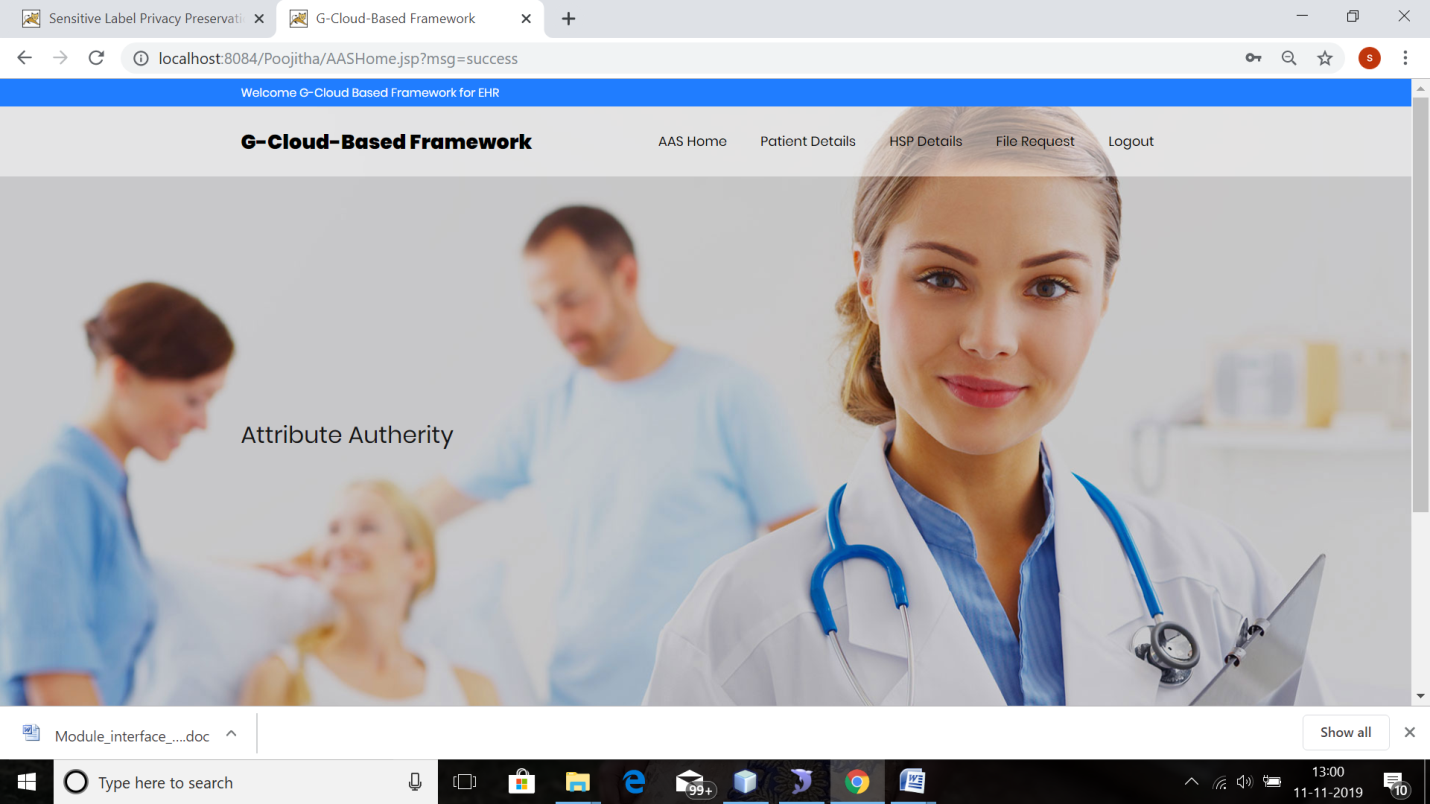 Sensitive Label Privacy Preservati
G-Cloud-Based Framework
localhost:8084/Poojitha/AASHome.jsp?msg=success
s
Welcome G-Cloud Based Framework for EHR
G-Cloud-Based Framework
AAS Home
Patient Details
HSP Details
File Request
Logout
Attribute Autherity
Module_interface_....doc
Show all
Type here to search
99+
13:00
11-11-2019
10